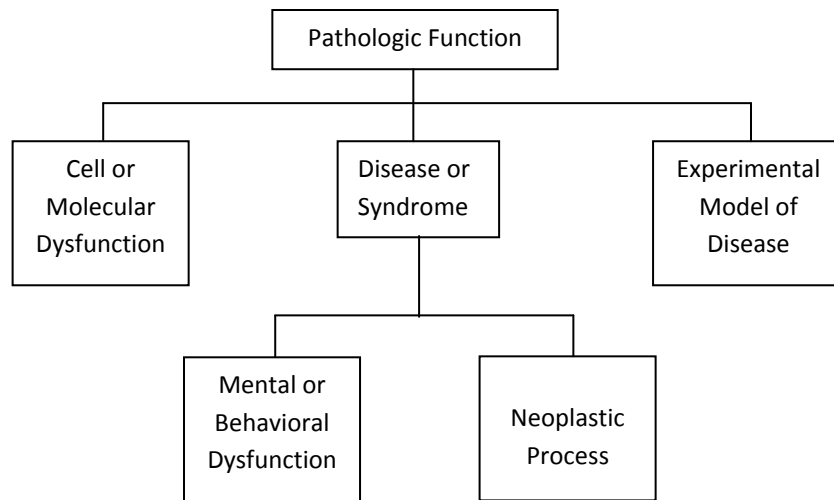 Pathologic Function
Cell or
Molecular
Dysfunction
Disease or
Syndrome
Experimental
Model of
Disease
Mental or
Behavioral
Dysfunction
Neoplastic
Process